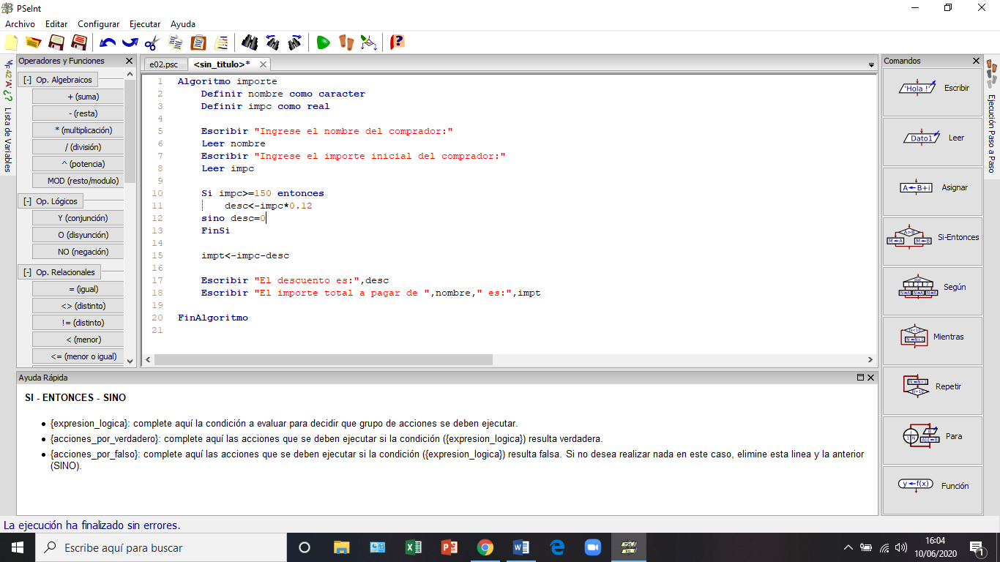 PSeInt
Archivo Editar Configurar Ejecutar Ayuda
Operadores y Funciones
e02.psc <sin_titulo>*
Comandos
42 'A' ¿? Lista de Variables
[-] Op. Algebraicos
+ (suma)
- (resta)
* (multiplicación)
/ (división)
^ (potencia)
MOD (resto/modulo)
[-] Op. Lógicos
Y (conjunción)
O (disyunción)
NO (negación)
[-] Op. Relacionales
= (igual)
<> (distinto)
!= (distinto)
< (menor)
<= (menor o igual)
1 Algoritmo importe
2 Definir nombre como caracter
3 Definir impc como real
4
5 Escribir "Ingrese el nombre del comprador:"
6 Leer nombre
7 Escribir "Ingrese el importe inicial del comprador:"
8 Leer impc
9
10 Si impc>=150 entonces
11 desc<-impc*0.12
12 sino desc=0
13 FinSi
14
15 impt<-impc-desc
16
17 Escribir "El descuento es:",desc
18 Escribir "El importe total a pagar de ",nombre," es:",impt
19
20 FinAlgoritmo
21
'Hola !' Escribir
Dato1 Leer
A B+i Asignar
A>B M A M B Si-Entonces
dat 1 2 3 N A N A N A Según
N<10 N N+1 Mientras
N N+1 N=10 Repetir
1 N Para
y f(x) Función
Ejecución Paso a Paso
Ayuda Rápida
SI - ENTONCES - SINO
• {expresion_logica}: complete aquí la condición a evaluar para decidir que grupo de acciones se deben ejecutar.
• {acciones_por_verdadero}: complete aquí las acciones que se deben ejecutar si la condición ({expresion_logica}) resulta verdadera.
• {acciones_por_falso}: complete aquí las acciones que se deben ejecutar si la condición ({expresion_logica}) resulta falsa. Si no desea realizar nada en este caso, elimine esta linea y la anterior
(SINO).
La ejecución ha finalizado sin errores.
Escribe aquí para buscar
16:04
10/06/2020
1